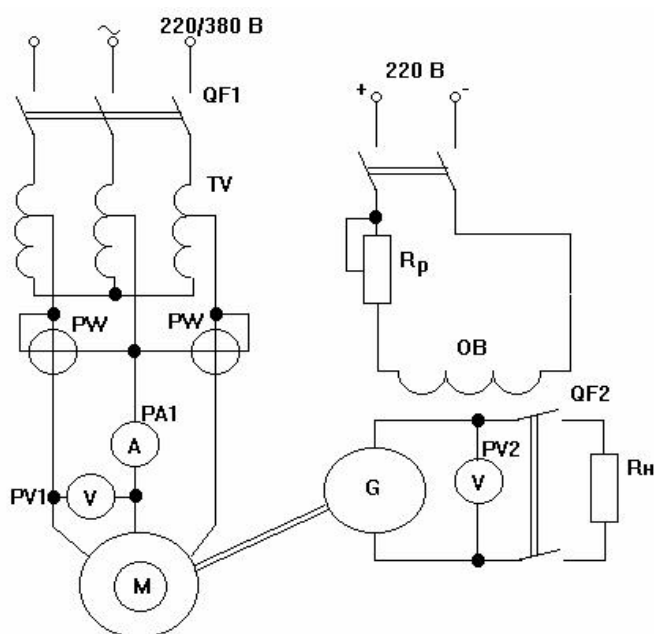 220/380 В
~
QF1
220 В
+ -
TV
Rр
PW PW
ОВ
QF2
PA1
A
PV1 V
PV2
V
G
Rн
M